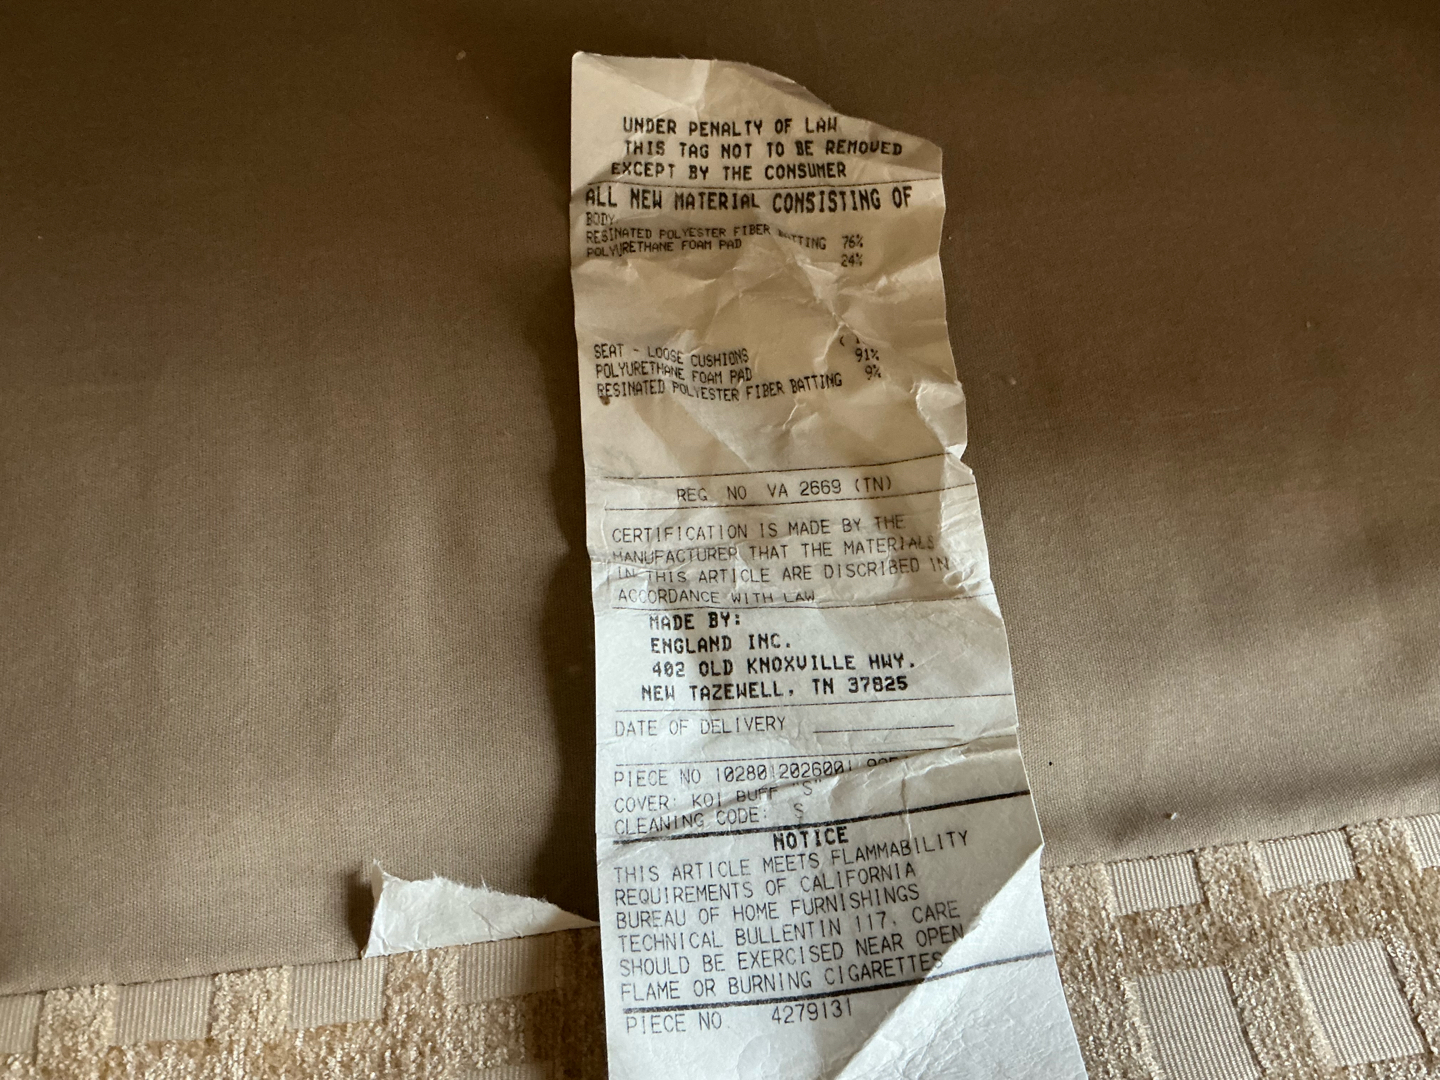 UNDER PENALTY OF LAW
THIS TAG NOT TO BE REMOVED
EXCEPT BY THE CONSUMER
ALL NEW MATERIAL CONSISTING OF
BODY
RESINATED POLYESTER FIBER BATTING 76%
POLYURETHANE FOAM PAD 24%
SEAT - LOOSE CUSHIONS
POLYURETHANE FOAM PAD 91%
RESINATED POLYESTER FIBER BATTING 9%
REG NO VA 2669 (TN)
CERTIFICATION IS MADE BY THE
MANUFACTURER THAT THE MATERIALS
IN THIS ARTICLE ARE DISCRIBED IN
ACCORDANCE WITH LAW
MADE BY:
ENGLAND INC.
402 OLD KNOXVILLE HWY.
NEW TAZEWELL, TN 37825
DATE OF DELIVERY
PIECE NO
COVER: KOI BUFF "S"
CLEANING CODE: S
NOTICE
THIS ARTICLE MEETS FLAMMABILITY
REQUIREMENTS OF CALIFORNIA
BUREAU OF HOME FURNISHINGS
TECHNICAL BULLENTIN 117. CARE
SHOULD BE EXERCISED NEAR OPEN
FLAME OR BURNING CIGARETTES
PIECE NO. 4279131